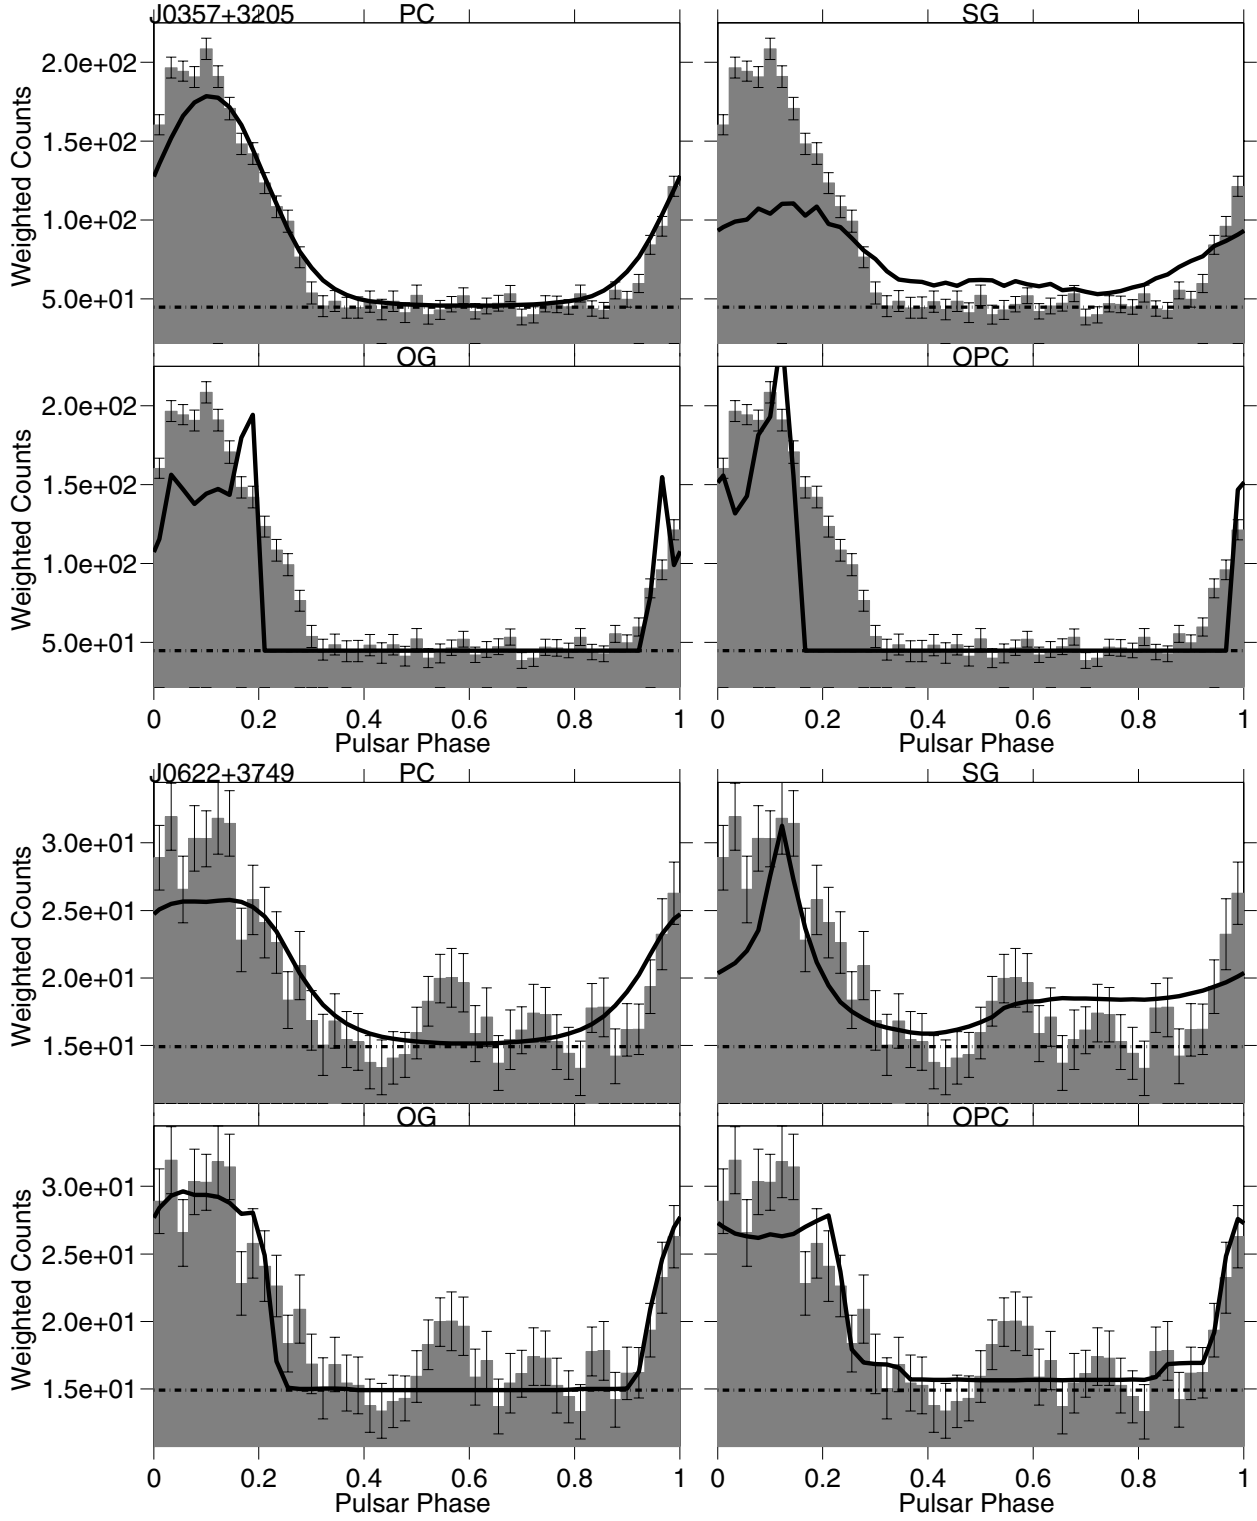 J0357+3205 PC SG
Weighted Counts
2.0e+02
1.5e+02
1.0e+02
5.0e+01
OG OPC
Weighted Counts
2.0e+02
1.5e+02
1.0e+02
5.0e+01
0 0.2 0.4 0.6 0.8 1 0 0.2 0.4 0.6 0.8 1
Pulsar Phase Pulsar Phase
J0622+3749 PC SG
Weighted Counts
3.0e+01
2.5e+01
2.0e+01
1.5e+01
OG OPC
Weighted Counts
3.0e+01
2.5e+01
2.0e+01
1.5e+01
0 0.2 0.4 0.6 0.8 1 0 0.2 0.4 0.6 0.8 1
Pulsar Phase Pulsar Phase